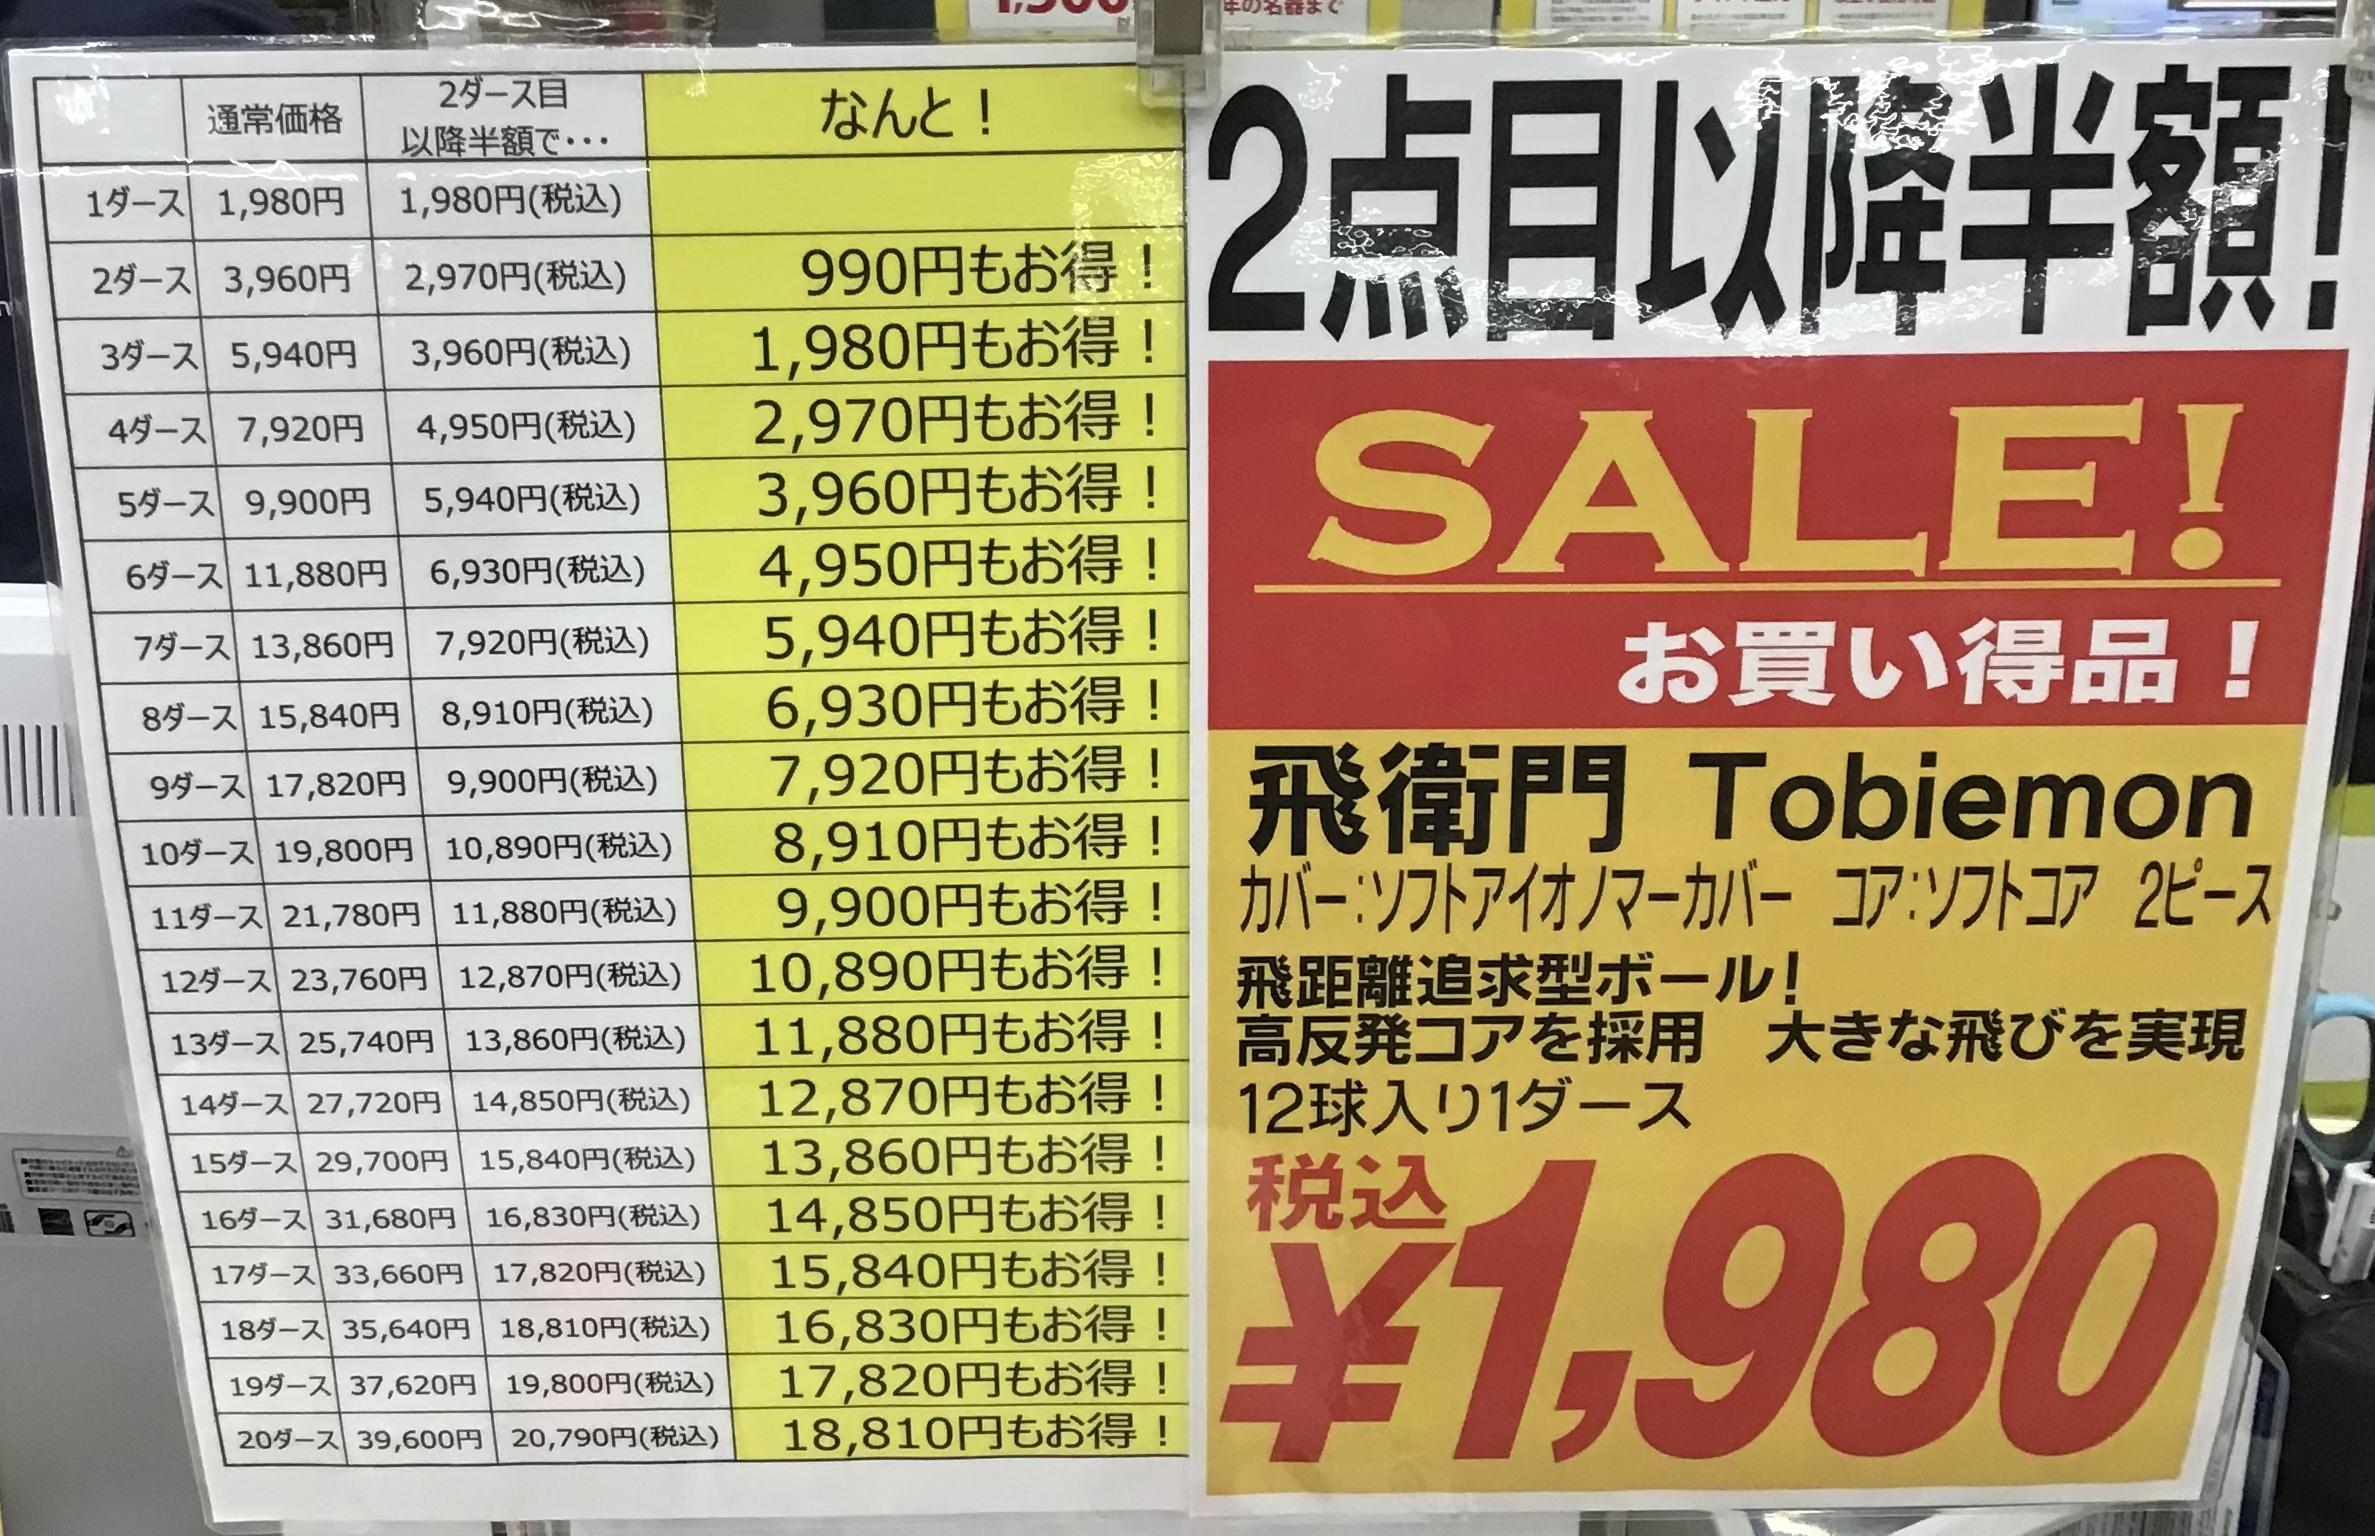 年の名器まで
通常価格 2ダース目 以降半額で・・・ なんと！
1ダース 1,980円 1,980円(税込)
2ダース 3,960円 2,970円(税込) 990円もお得！
3ダース 5,940円 3,960円(税込) 1,980円もお得！
4ダース 7,920円 4,950円(税込) 2,970円もお得！
5ダース 9,900円 5,940円(税込) 3,960円もお得！
6ダース 11,880円 6,930円(税込) 4,950円もお得！
7ダース 13,860円 7,920円(税込) 5,940円もお得！
8ダース 15,840円 8,910円(税込) 6,930円もお得！
9ダース 17,820円 9,900円(税込) 7,920円もお得！
10ダース 19,800円 10,890円(税込) 8,910円もお得！
11ダース 21,780円 11,880円(税込) 9,900円もお得！
12ダース 23,760円 12,870円(税込) 10,890円もお得！
13ダース 25,740円 13,860円(税込) 11,880円もお得！
14ダース 27,720円 14,850円(税込) 12,870円もお得！
15ダース 29,700円 15,840円(税込) 13,860円もお得！
16ダース 31,680円 16,830円(税込) 14,850円もお得！
17ダース 33,660円 17,820円(税込) 15,840円もお得！
18ダース 35,640円 18,810円(税込) 16,830円もお得！
19ダース 37,620円 19,800円(税込) 17,820円もお得！
20ダース 39,600円 20,790円(税込) 18,810円もお得！
2点目以降半額!
SALE!
お買い得品！
飛衛門 Tobiemon
カバー:ソフトアイオノマーカバー コア:ソフトコア 2ピース
飛距離追求型ボール!
高反発コアを採用 大きな飛びを実現
12球入り1ダース
税込
¥1,980